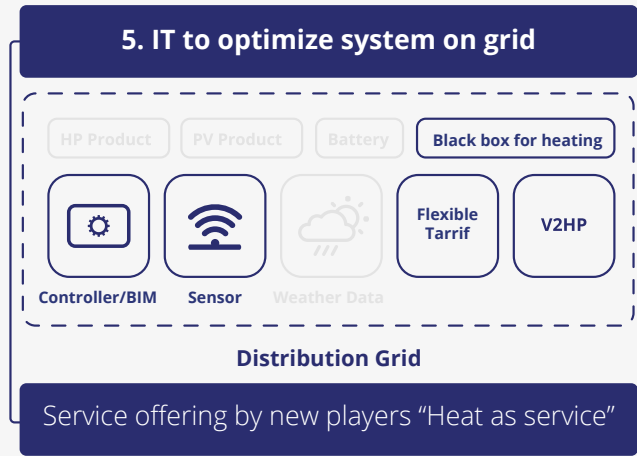 5. IT to optimize system on grid
HP Product
PV Product
Battery
Black box for heating
Flexible
Tarrif
V2HP
Controller/BIM
Sensor
Weather Data
Distribution Grid
Service offering by new players “Heat as service”